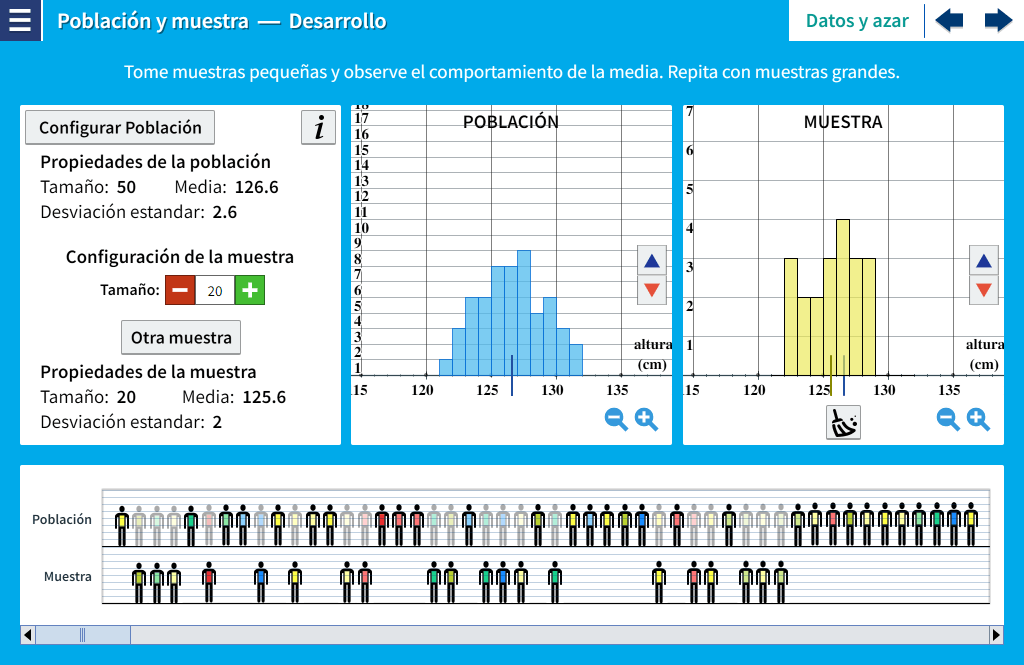 Población y muestra — Desarrollo
Datos y azar
Tome muestras pequeñas y observe el comportamiento de la media. Repita con muestras grandes.
Configurar Población
i
Propiedades de la población
Tamaño: 50 Media: 126.6
Desviación estandar: 2.6
Configuración de la muestra
Tamaño: − 20 +
Otra muestra
Propiedades de la muestra
Tamaño: 20 Media: 125.6
Desviación estandar: 2
18
17
POBLACIÓN
16
15
14
13
12
11
10
9
8
7
6
5
4
3
2
1
altura
(cm)
115 120 125 130 135
7
MUESTRA
6
5
4
3
2
1
altura
(cm)
115 120 125 130 135
Población
Muestra